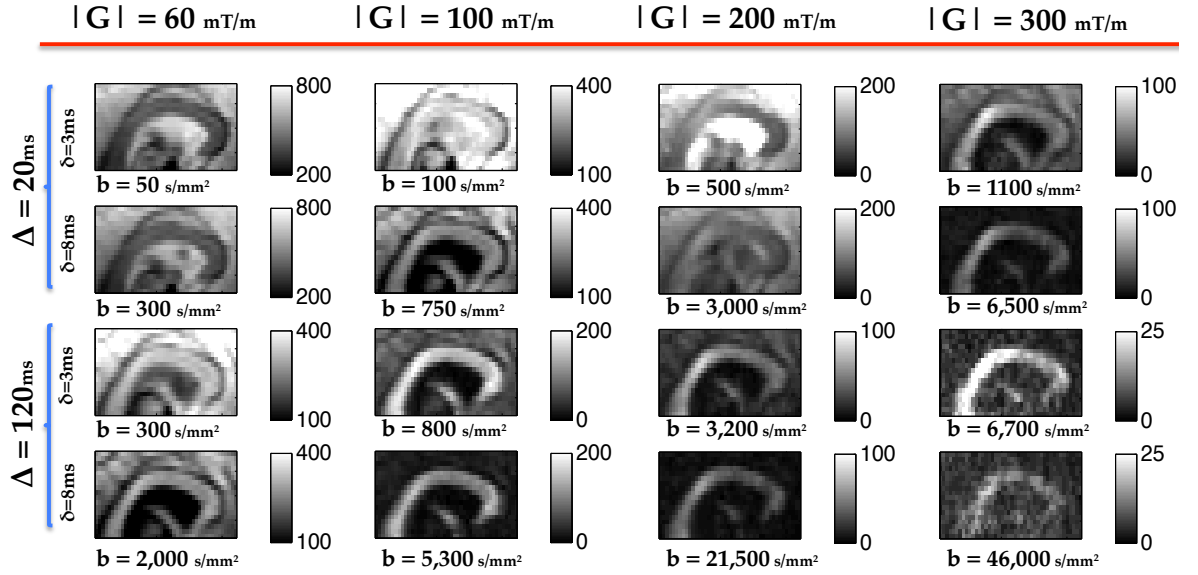 |G| = 60 mT/m |G| = 100 mT/m |G| = 200 mT/m |G| = 300 mT/m
Δ = 20ms
δ=3ms
800
200
b = 50 s/mm²
400
100
b = 100 s/mm²
200
0
b = 500 s/mm²
100
0
b = 1100 s/mm²
δ=8ms
800
200
b = 300 s/mm²
400
100
b = 750 s/mm²
200
0
b = 3,000 s/mm²
100
0
b = 6,500 s/mm²
Δ = 120ms
δ=3ms
400
100
b = 300 s/mm²
200
0
b = 800 s/mm²
100
0
b = 3,200 s/mm²
25
0
b = 6,700 s/mm²
δ=8ms
400
100
b = 2,000 s/mm²
200
0
b = 5,300 s/mm²
100
0
b = 21,500 s/mm²
25
0
b = 46,000 s/mm²